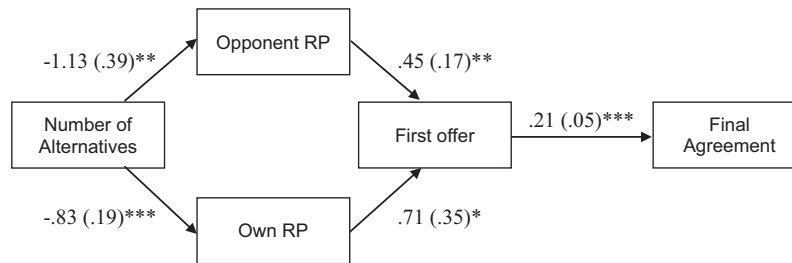 Opponent RP
-1.13 (.39)**
.45 (.17)**
Number of
Alternatives
First offer
.21 (.05)***
Final
Agreement
-.83 (.19)***
Own RP
.71 (.35)*